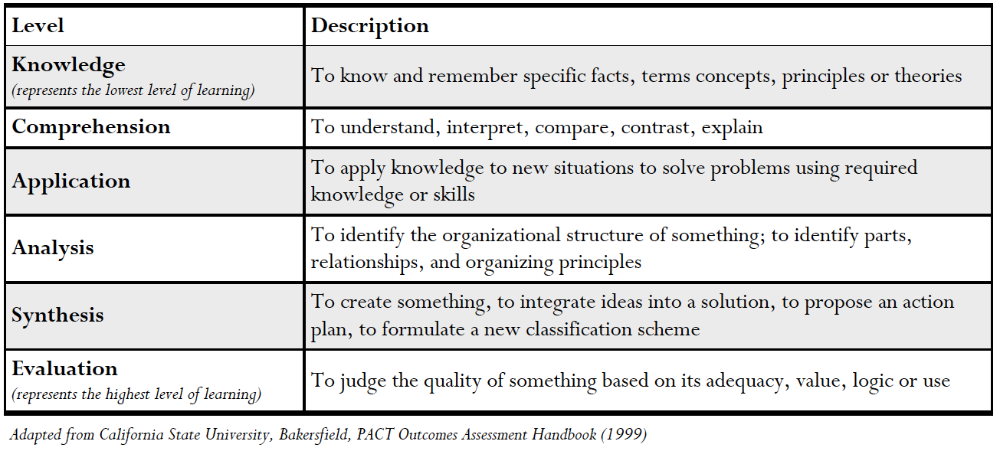 Level
Description
Knowledge
(represents the lowest level of learning)
To know and remember specific facts, terms concepts, principles or theories
Comprehension
To understand, interpret, compare, contrast, explain
Application
To apply knowledge to new situations to solve problems using required
knowledge or skills
Analysis
To identify the organizational structure of something; to identify parts,
relationships, and organizing principles
Synthesis
To create something, to integrate ideas into a solution, to propose an action
plan, to formulate a new classification scheme
Evaluation
(represents the highest level of learning)
To judge the quality of something based on its adequacy, value, logic or use
Adapted from California State University, Bakersfield, PACT Outcomes Assessment Handbook (1999)